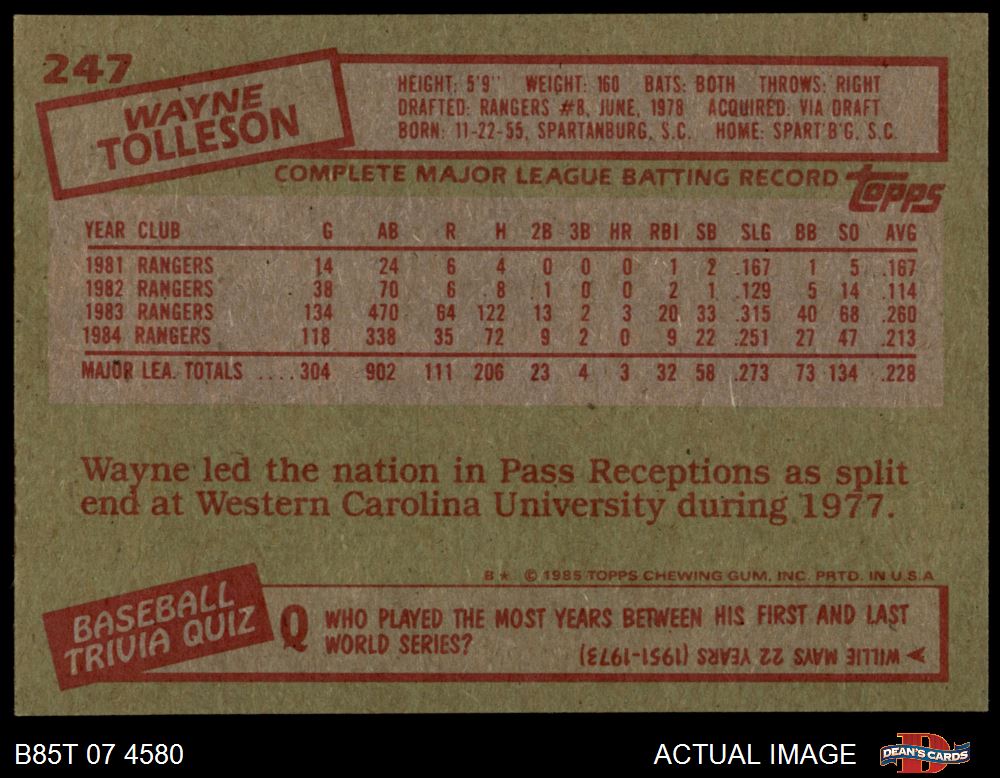 247
WAYNE
TOLLESON
HEIGHT: 5'9" WEIGHT: 160 BATS: BOTH THROWS: RIGHT
DRAFTED: RANGERS #8, JUNE, 1978 ACQUIRED: VIA DRAFT
BORN: 11-22-55, SPARTANBURG, S.C. HOME: SPART'B'G, S.C.
COMPLETE MAJOR LEAGUE BATTING RECORD topps
YEAR CLUB G AB R H 2B 3B HR RBI SB SLG BB SO AVG
1981 RANGERS 14 24 6 4 0 0 0 1 2 .167 1 5 .167
1982 RANGERS 38 70 6 8 1 0 0 2 1 .129 5 14 .114
1983 RANGERS 134 470 64 122 13 2 3 20 33 .315 40 68 .260
1984 RANGERS 118 338 35 72 9 2 0 9 22 .251 27 47 .213
MAJOR LEA. TOTALS .... 304 902 111 206 23 4 3 32 58 .273 73 134 .228
Wayne led the nation in Pass Receptions as split
end at Western Carolina University during 1977.
B* © 1985 TOPPS CHEWING GUM, INC. PRTD. IN U.S.A
BASEBALL
TRIVIA QUIZ
Q WHO PLAYED THE MOST YEARS BETWEEN HIS FIRST AND LAST
WORLD SERIES?
WILLIE MAYS 22 YEARS (1951-1973)
B85T 07 4580
ACTUAL IMAGE
D
DEAN'S CARDS